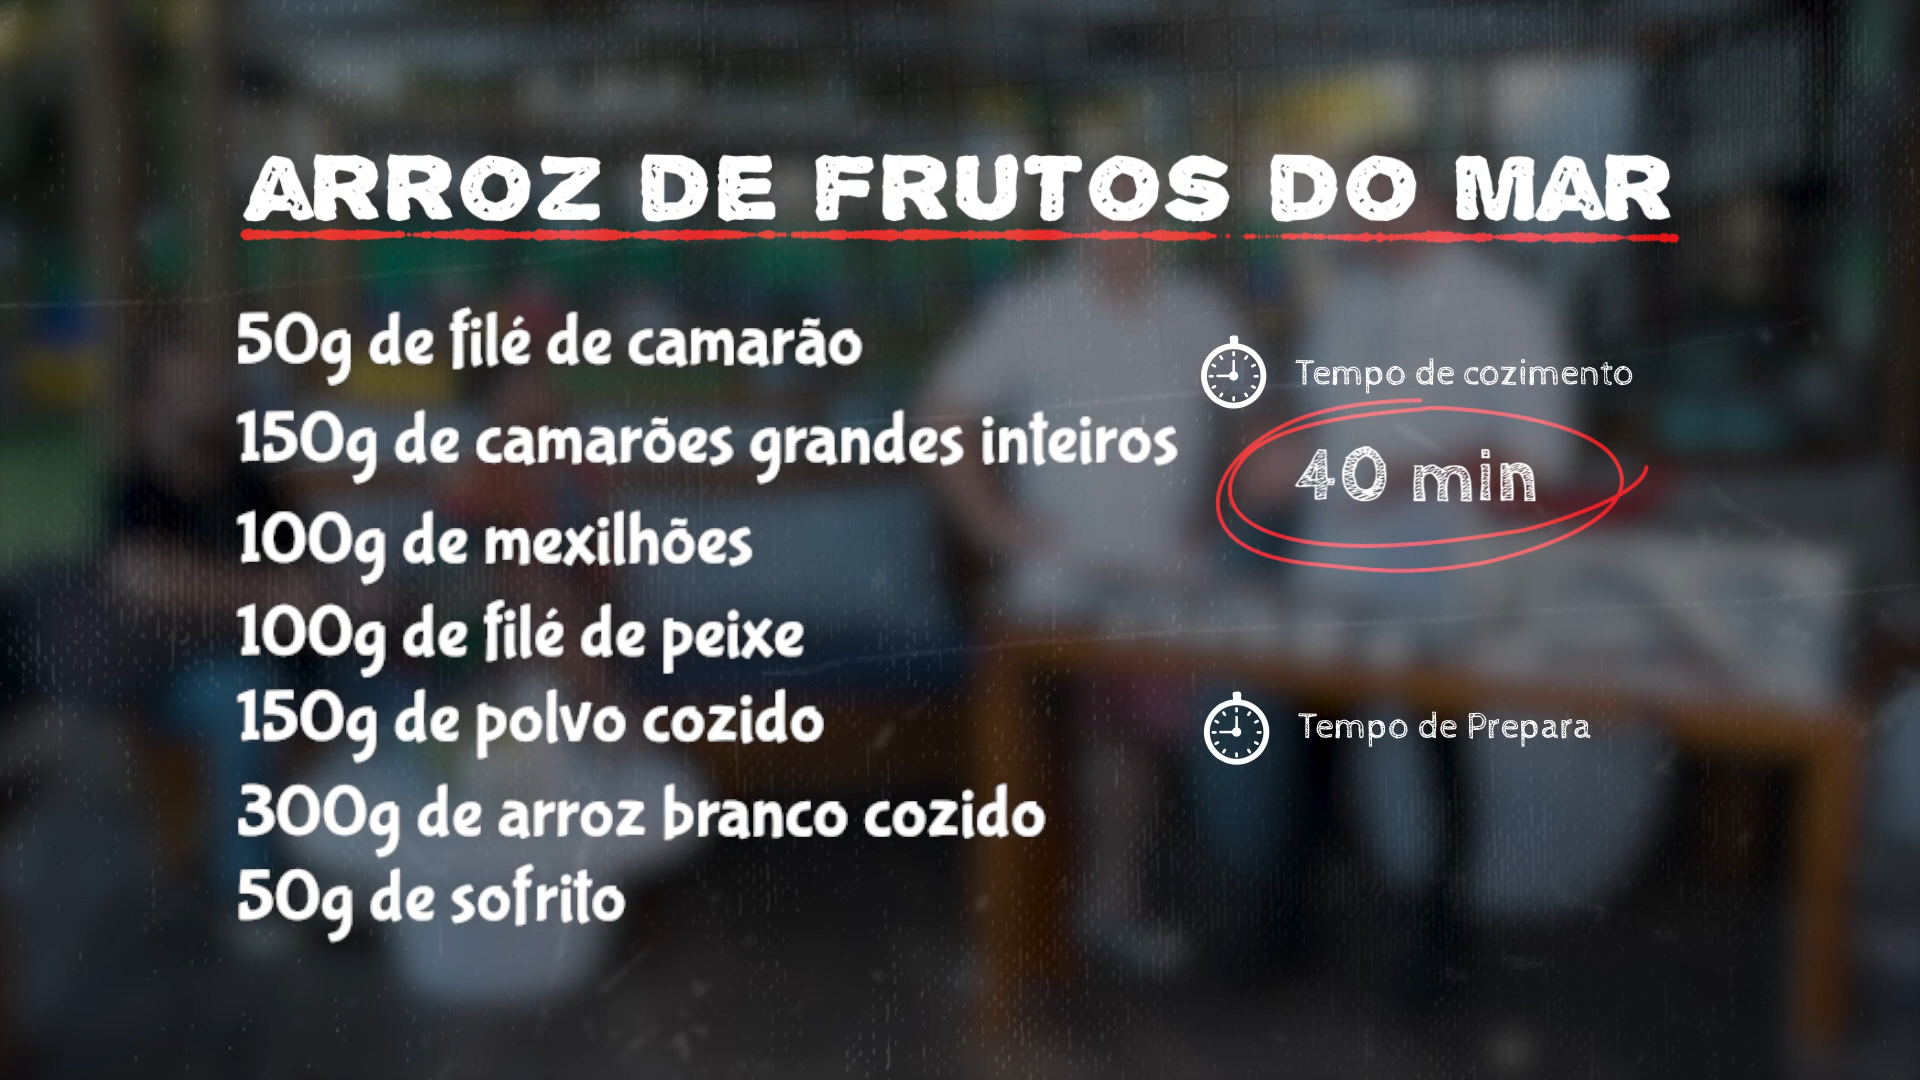 ARROZ DE FRUTOS DO MAR
50g de filé de camarão
150g de camarões grandes inteiros
100g de mexilhões
100g de filé de peixe
150g de polvo cozido
300g de arroz branco cozido
50g de sofrito
Tempo de cozimento
40 min
Tempo de Prepara